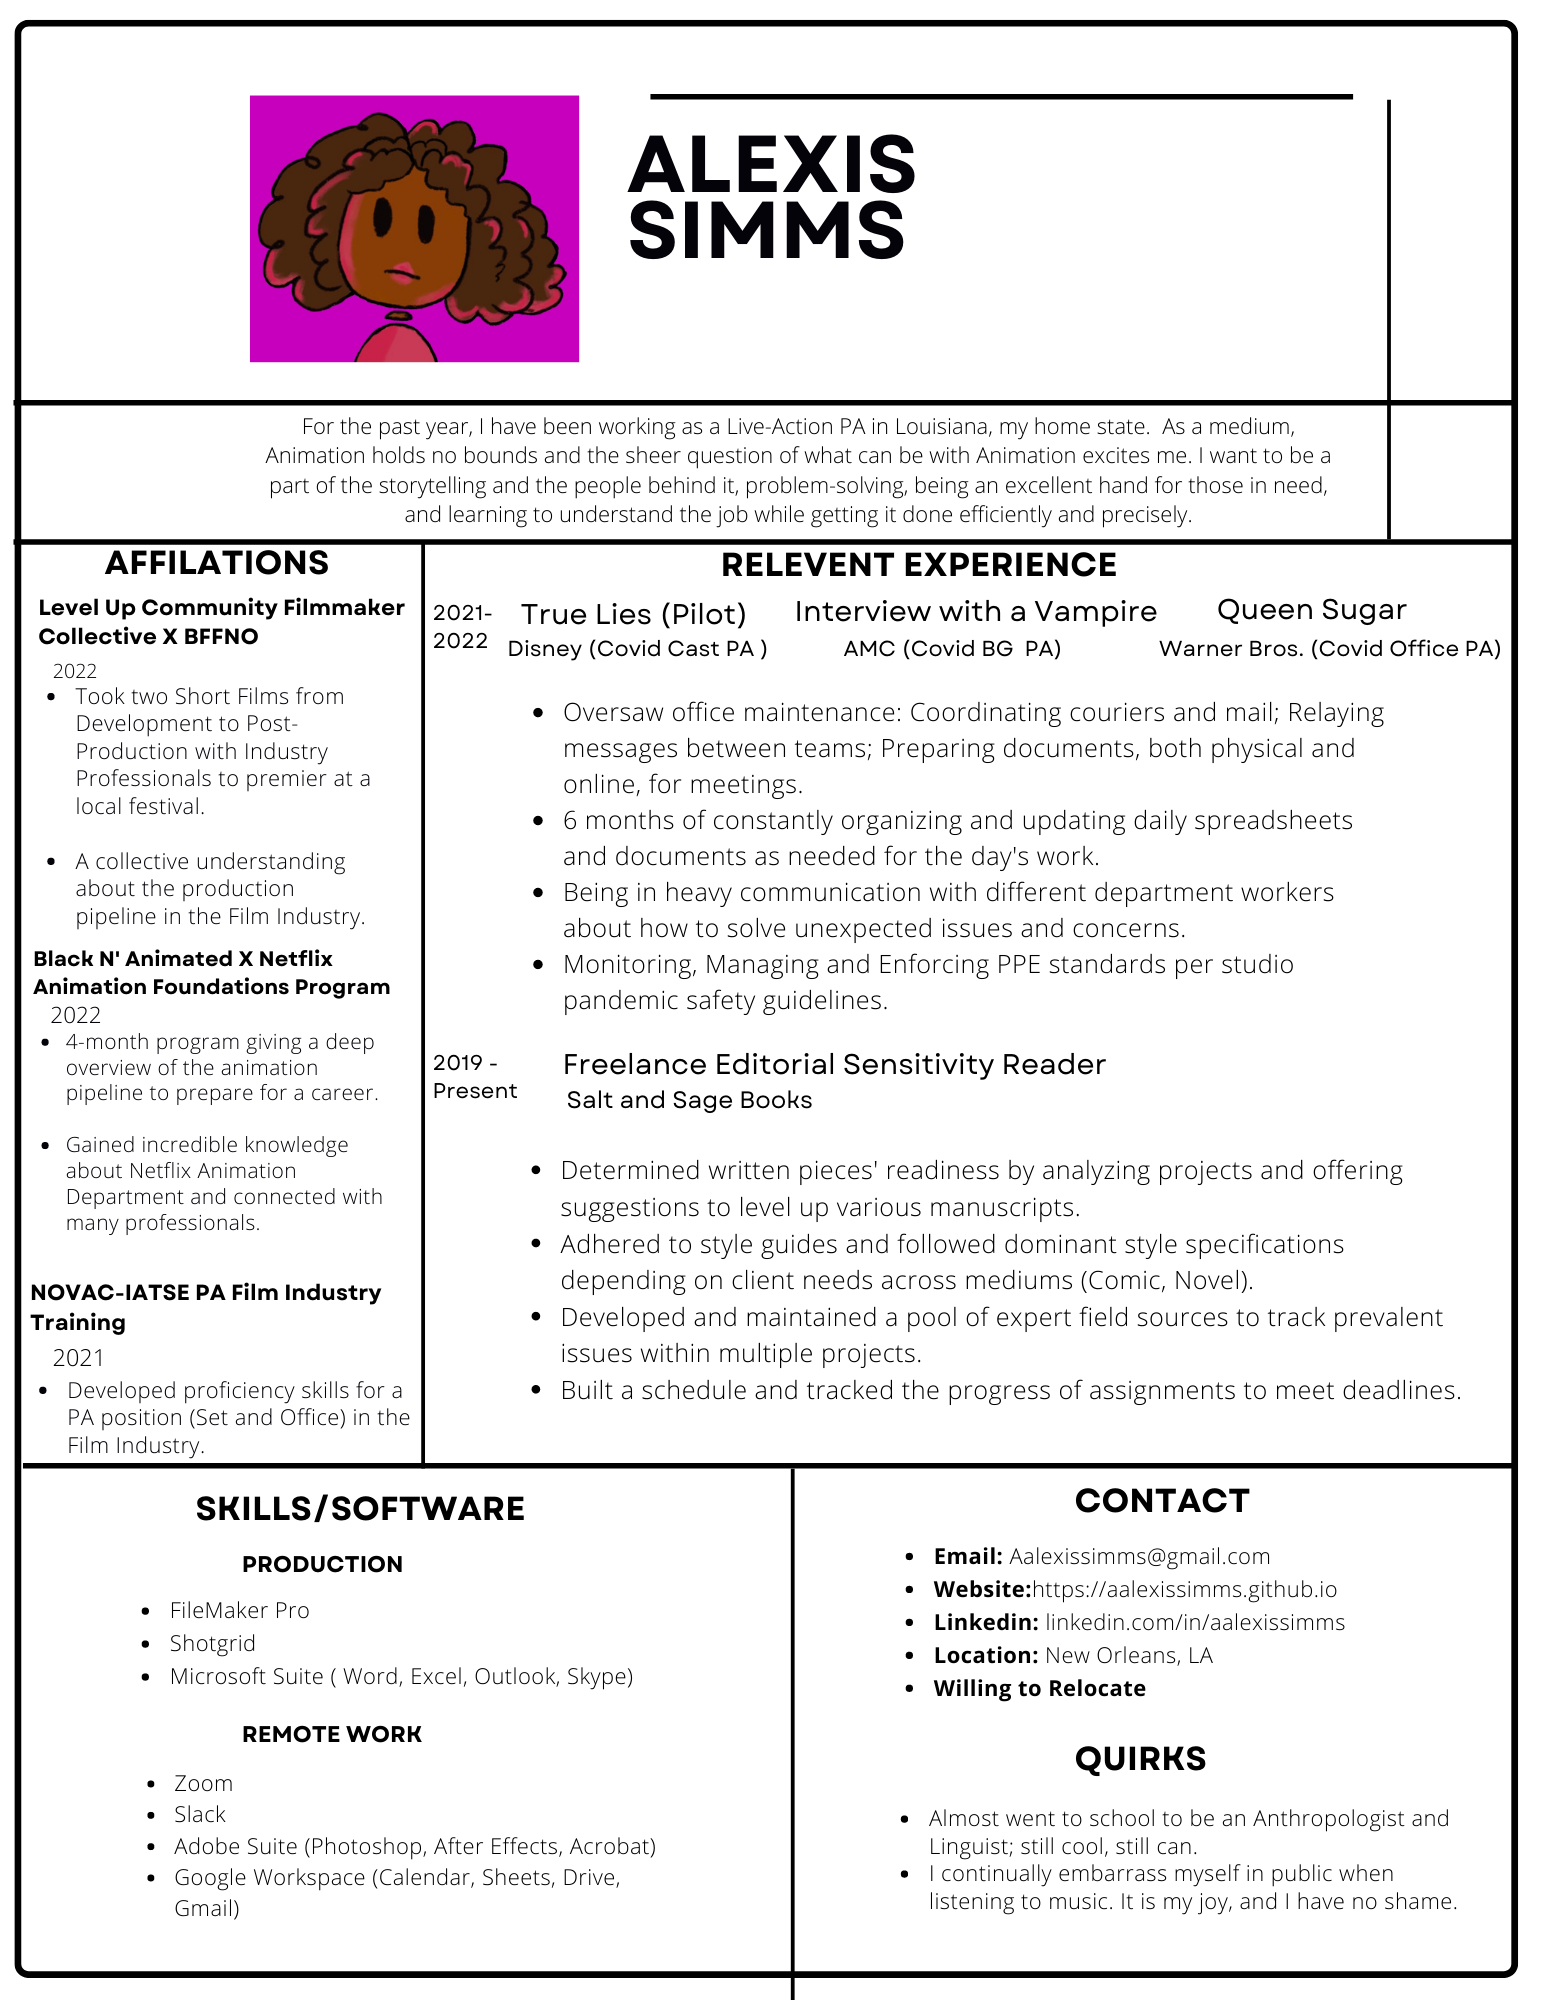 ALEXIS
SIMMS
For the past year, I have been working as a Live-Action PA in Louisiana, my home state. As a medium,
Animation holds no bounds and the sheer question of what can be with Animation excites me. I want to be a
part of the storytelling and the people behind it, problem-solving, being an excellent hand for those in need,
and learning to understand the job while getting it done efficiently and precisely.
AFFILATIONS
Level Up Community Filmmaker
Collective X BFFNO
2022
• Took two Short Films from
Development to Post-
Production with Industry
Professionals to premier at a
local festival.
• A collective understanding
about the production
pipeline in the Film Industry.
Black N' Animated X Netflix
Animation Foundations Program
2022
• 4-month program giving a deep
overview of the animation
pipeline to prepare for a career.
• Gained incredible knowledge
about Netflix Animation
Department and connected with
many professionals.
NOVAC-IATSE PA Film Industry
Training
2021
• Developed proficiency skills for a
PA position (Set and Office) in the
Film Industry.
RELEVENT EXPERIENCE
2021-
2022
True Lies (Pilot)
Disney (Covid Cast PA )
Interview with a Vampire
AMC (Covid BG PA)
Queen Sugar
Warner Bros. (Covid Office PA)
• Oversaw office maintenance: Coordinating couriers and mail; Relaying
messages between teams; Preparing documents, both physical and
online, for meetings.
• 6 months of constantly organizing and updating daily spreadsheets
and documents as needed for the day's work.
• Being in heavy communication with different department workers
about how to solve unexpected issues and concerns.
• Monitoring, Managing and Enforcing PPE standards per studio
pandemic safety guidelines.
2019 -
Present
Freelance Editorial Sensitivity Reader
Salt and Sage Books
• Determined written pieces' readiness by analyzing projects and offering
suggestions to level up various manuscripts.
• Adhered to style guides and followed dominant style specifications
depending on client needs across mediums (Comic, Novel).
• Developed and maintained a pool of expert field sources to track prevalent
issues within multiple projects.
• Built a schedule and tracked the progress of assignments to meet deadlines.
SKILLS/SOFTWARE
PRODUCTION
• FileMaker Pro
• Shotgrid
• Microsoft Suite ( Word, Excel, Outlook, Skype)
REMOTE WORK
• Zoom
• Slack
• Adobe Suite (Photoshop, After Effects, Acrobat)
• Google Workspace (Calendar, Sheets, Drive,
Gmail)
CONTACT
• Email: Aalexissimms@gmail.com
• Website:https://aalexissimms.github.io
• Linkedin: linkedin.com/in/aalexissimms
• Location: New Orleans, LA
• Willing to Relocate
QUIRKS
• Almost went to school to be an Anthropologist and
Linguist; still cool, still can.
• I continually embarrass myself in public when
listening to music. It is my joy, and I have no shame.